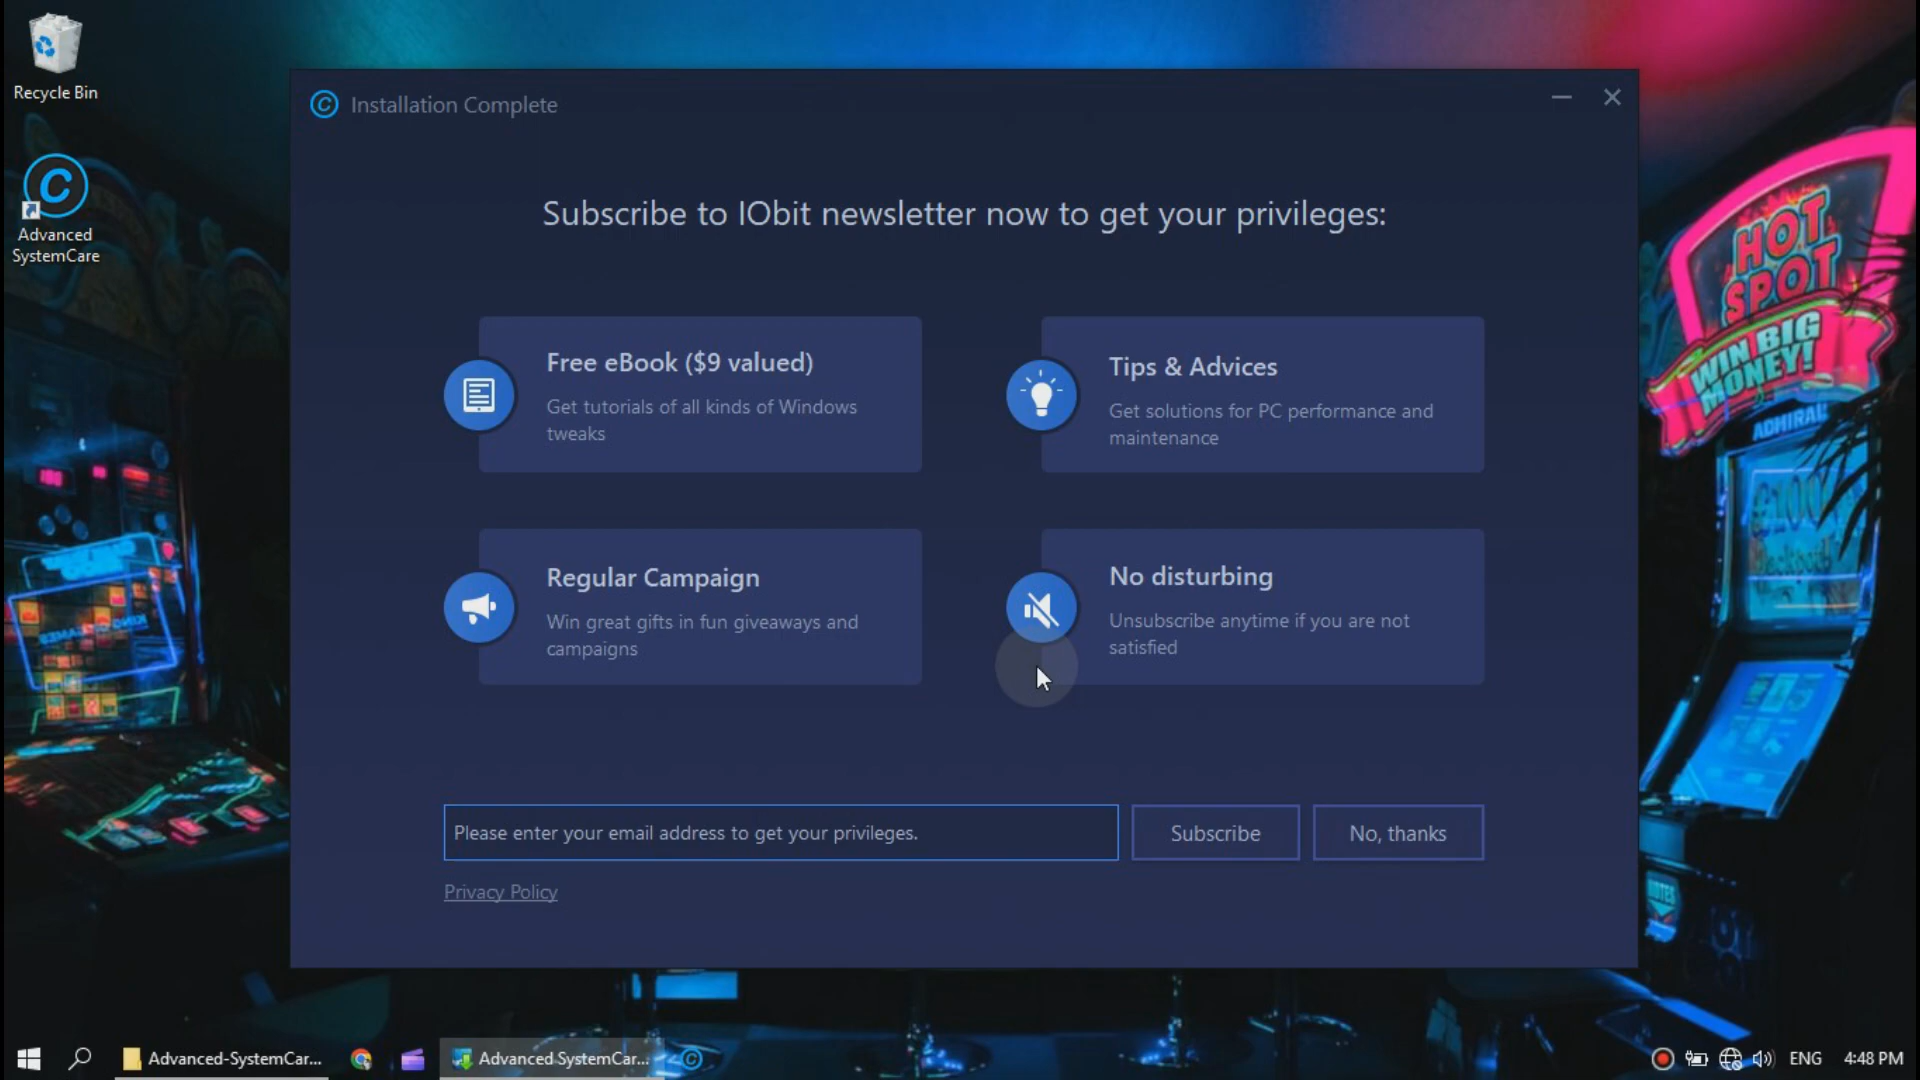 Recycle Bin
Advanced
SystemCare
Installation Complete
Subscribe to IObit newsletter now to get your privileges:
Free eBook ($9 valued)
Get tutorials of all kinds of Windows
tweaks
Tips & Advices
Get solutions for PC performance and
maintenance
Regular Campaign
Win great gifts in fun giveaways and
campaigns
No disturbing
Unsubscribe anytime if you are not
satisfied
Please enter your email address to get your privileges.
Subscribe
No, thanks
Privacy Policy
HOT
SPOT
WIN BIG
MONEY!
ADMIRAL
Advanced-SystemCar...
Advanced SystemCar...
ENG
4:48 PM